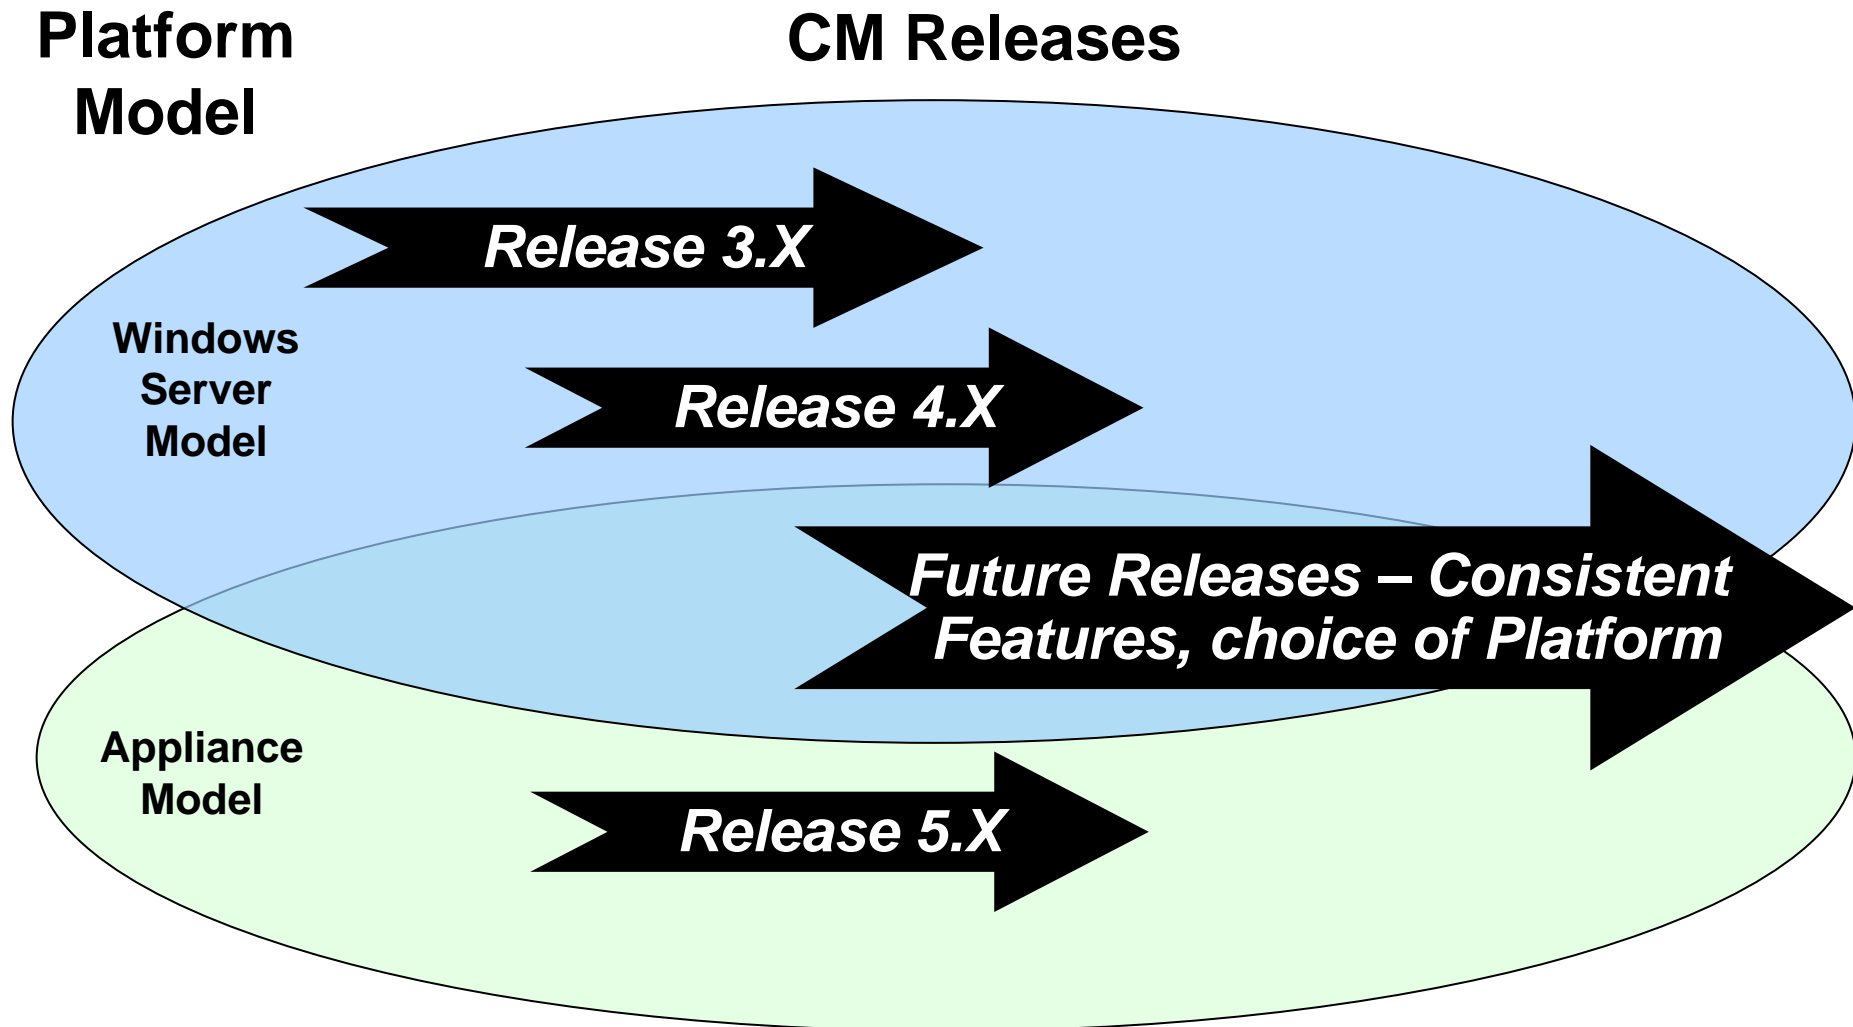 Platform
Model
CM Releases
Release 3.X
Windows
Server
Model
Release 4.X
Future Releases – Consistent
Features, choice of Platform
Appliance
Model
Release 5.X